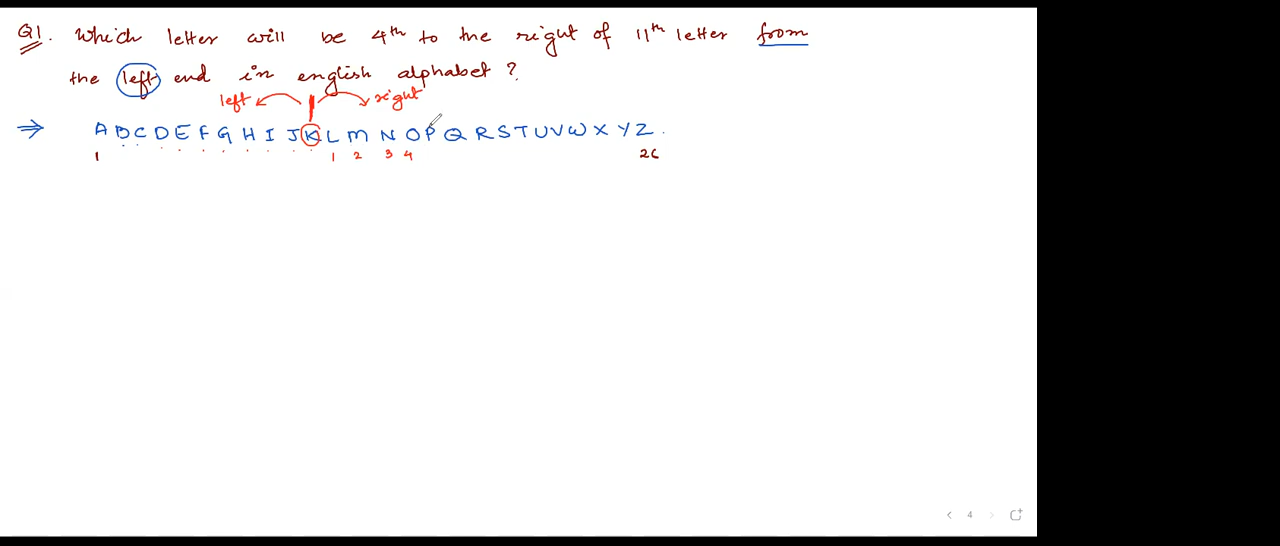 Q1. Which letter will be 4th to the right of 11th letter from
the left end in english alphabet ?
left right
⇒ A B C D E F G H I J K L M N O P Q R S T U V W X Y Z .
1 1 2 3 4 26
4